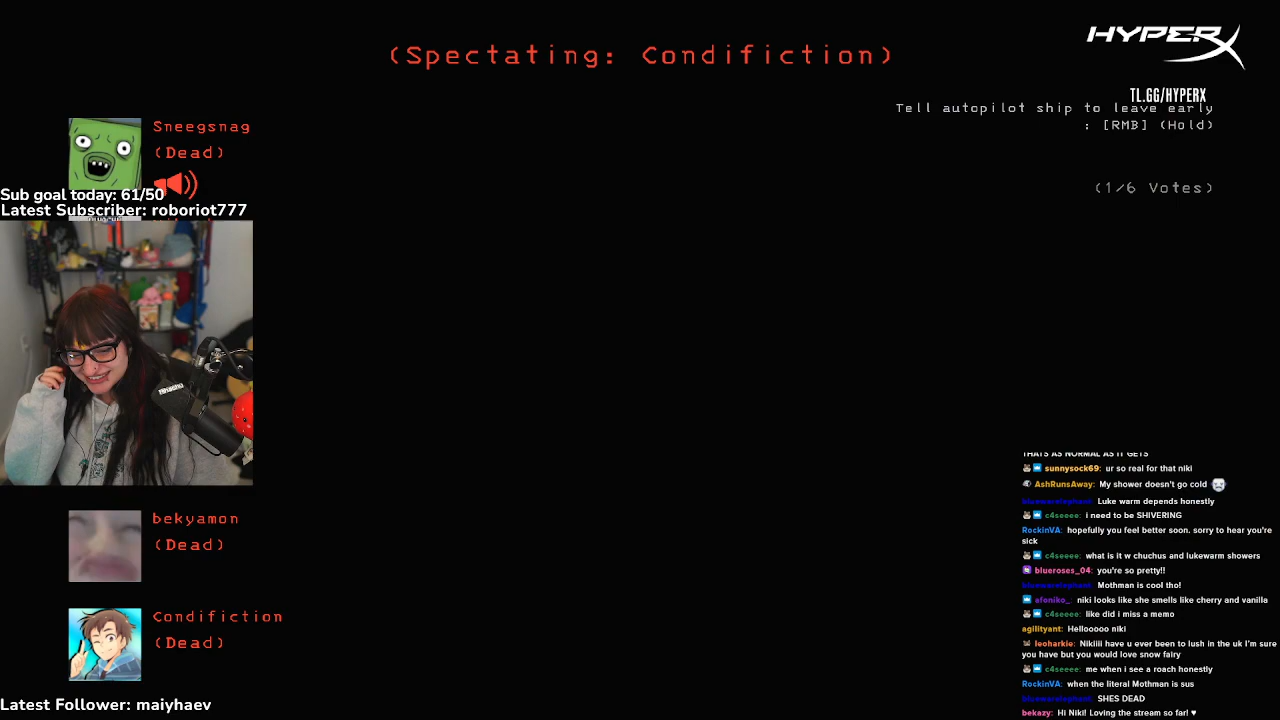 (Spectating: Condifiction)
HYPERX
TL.GG/HYPERX
Tell autopilot ship to leave early
: [RMB] (Hold)
(1/6 Votes)
Sneegsnag
(Dead)
Sub goal today: 61/50
Latest Subscriber: roboriot777
bekyamon
(Dead)
Condifiction
(Dead)
Latest Follower: maiyhaev
THATS AS NORMAL AS IT GETS
sunnysock69: ur so real for that niki
AshRunsAway: My shower doesn't go cold
Luke warm depends honestly
c4seeee: i need to be SHIVERING
RockinVA: hopefully you feel better soon. sorry to hear you're
sick
c4seeee: what is it w chuchus and lukewarm showers
blueroses_04: you're so pretty!!
Mothman is cool tho!
afoniko_: niki looks like she smells like cherry and vanilla
c4seeee: like did i miss a memo
agilityant: Hellooooo niki
leoharkie: Nikiiii have u ever been to lush in the uk I'm sure
you have but you would love snow fairy
c4seeee: me when i see a roach honestly
RockinVA: when the literal Mothman is sus
SHES DEAD
bekazy: Hi Niki! Loving the stream so far! ♥